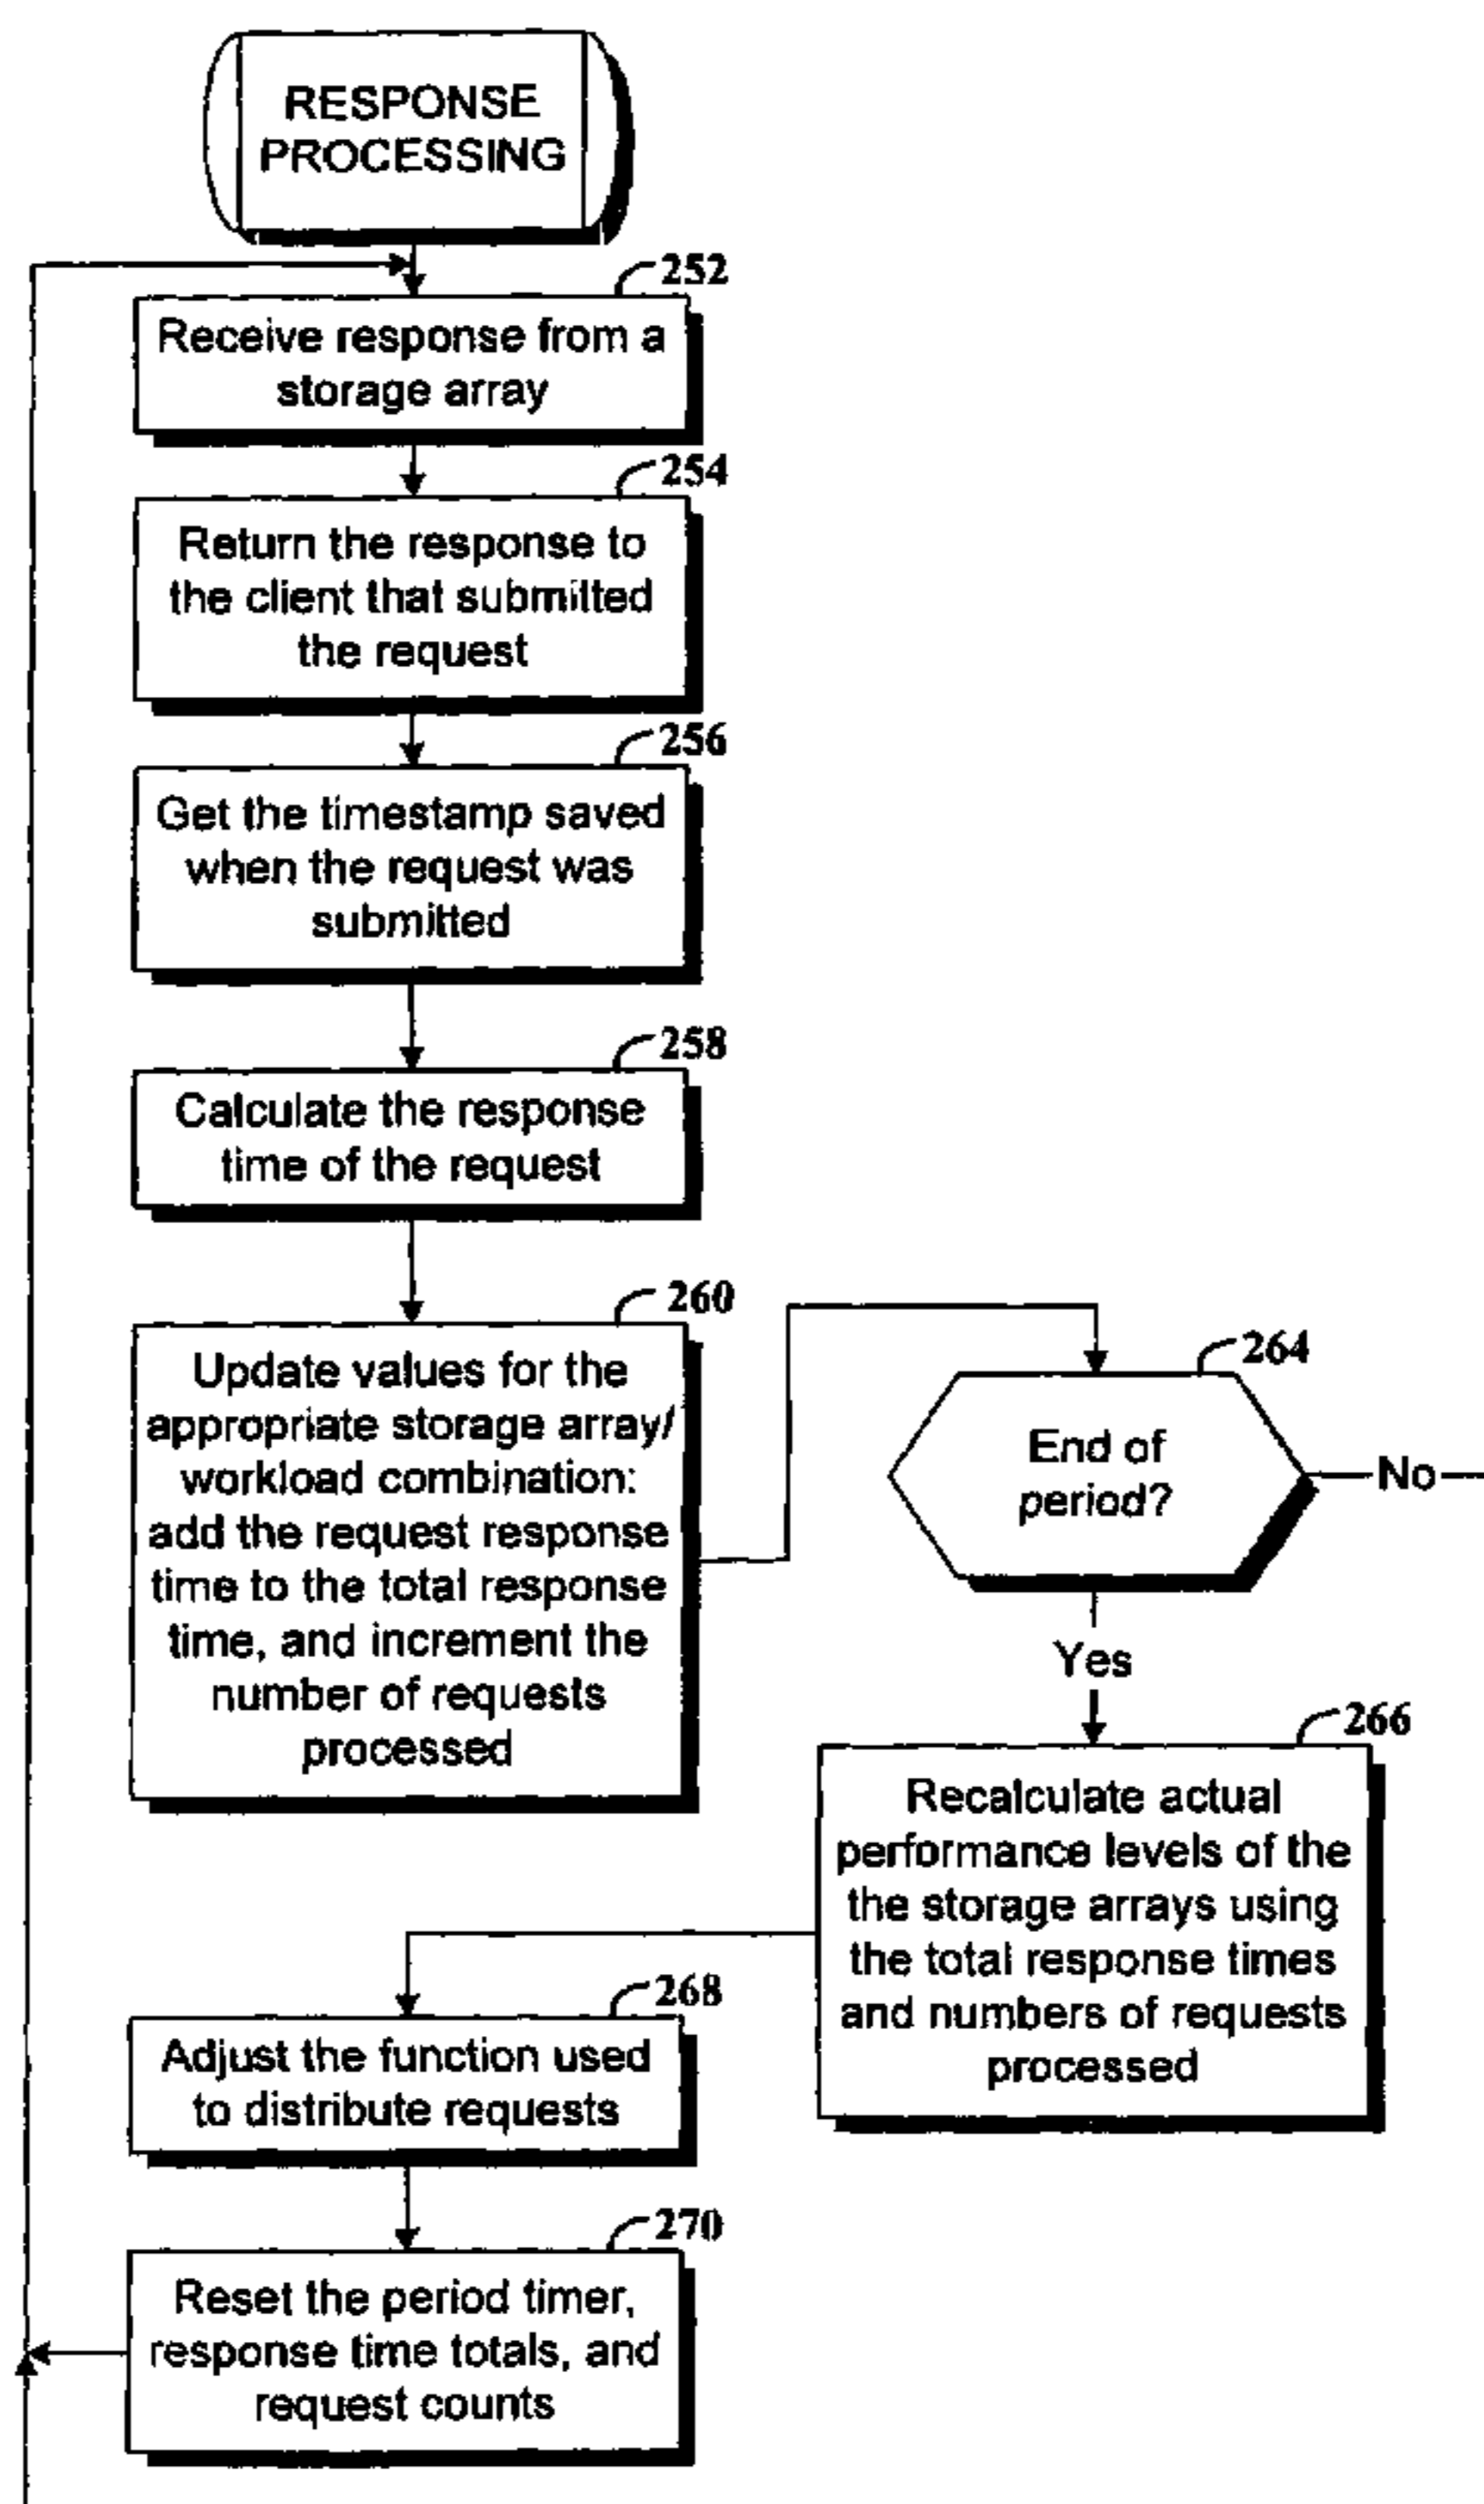 RESPONSE
PROCESSING
252
Receive response from a
storage array
254
Return the response to
the client that submitted
the request
256
Get the timestamp saved
when the request was
submitted
258
Calculate the response
time of the request
260
Update values for the
appropriate storage array/
workload combination:
add the request response
time to the total response
time, and increment the
number of requests
processed
264
End of
period?
No
Yes
266
Recalculate actual
performance levels of the
the storage arrays using
the total response times
and numbers of requests
processed
268
Adjust the function used
to distribute requests
270
Reset the period timer,
response time totals, and
request counts